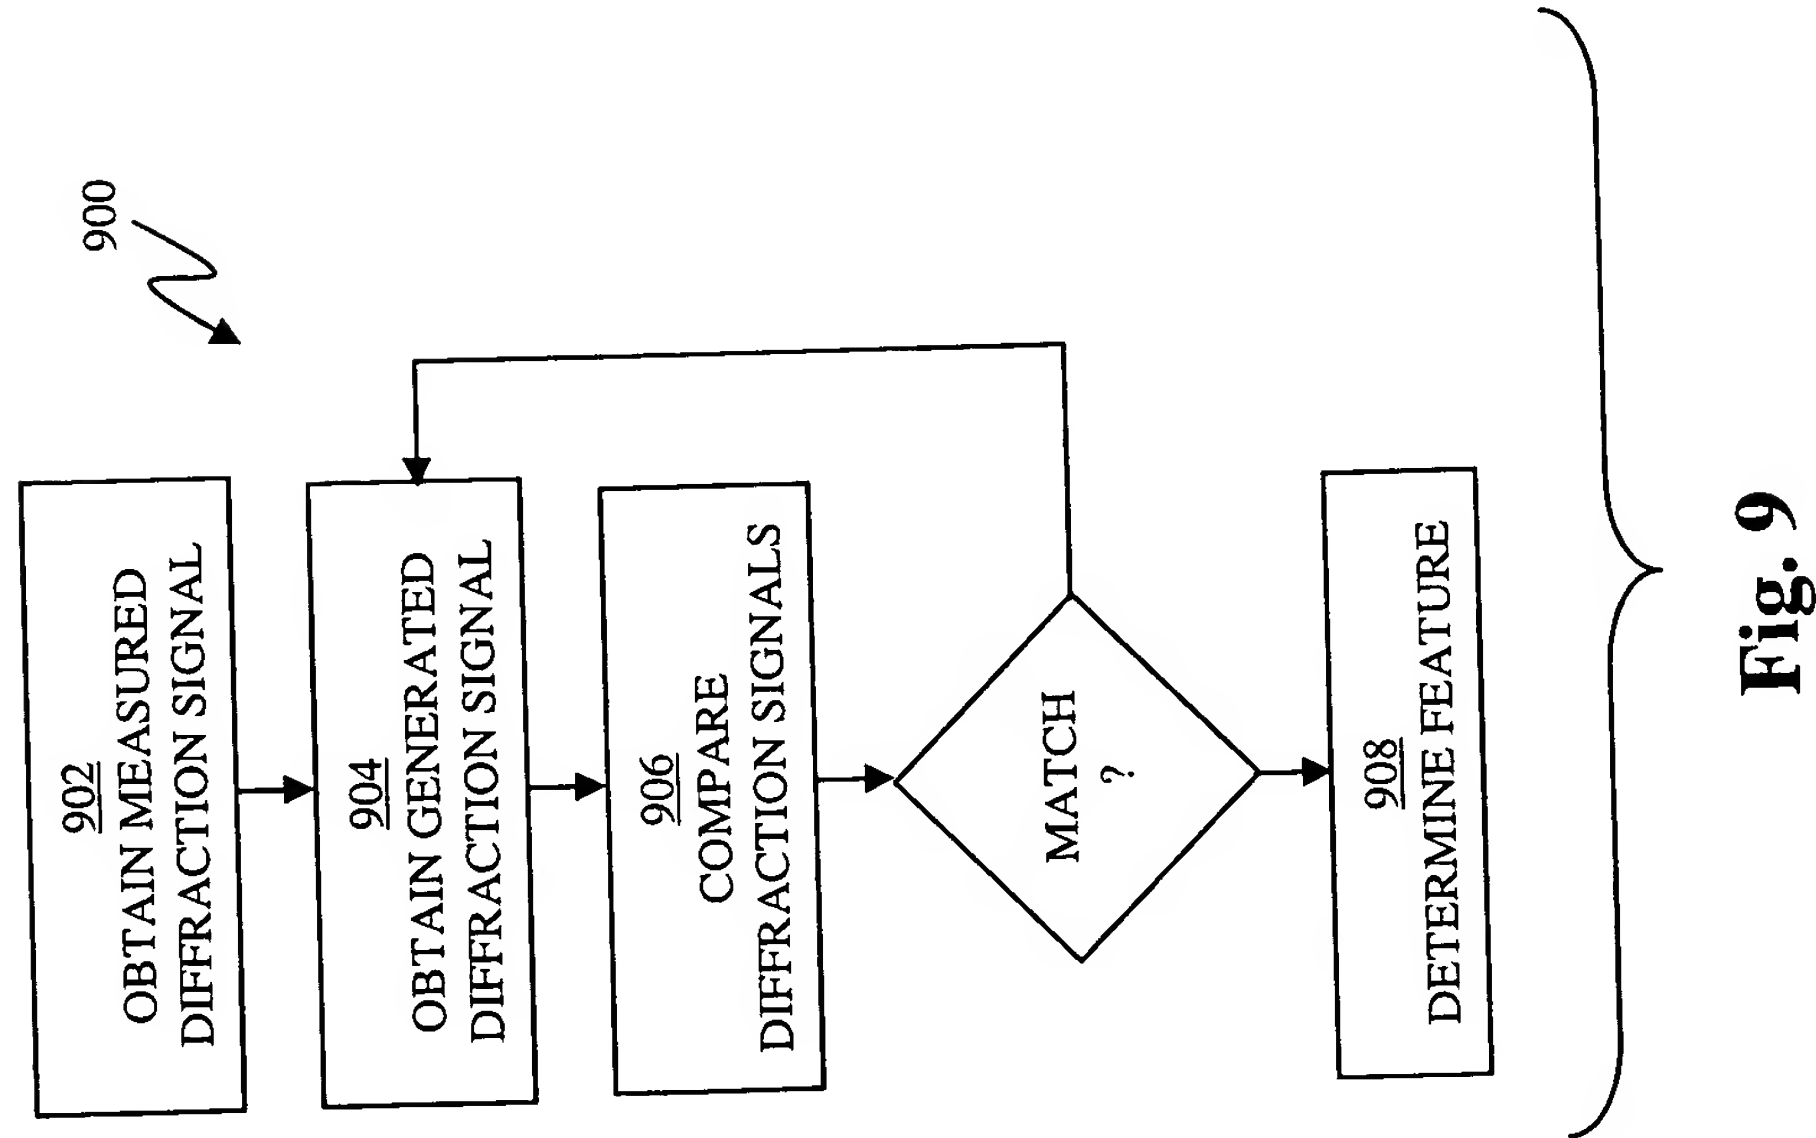 900
902
OBTAIN MEASURED
DIFFRACTION SIGNAL
904
OBTAIN GENERATED
DIFFRACTION SIGNAL
906
COMPARE
DIFFRACTION SIGNALS
MATCH
?
908
DETERMINE FEATURE
Fig. 9